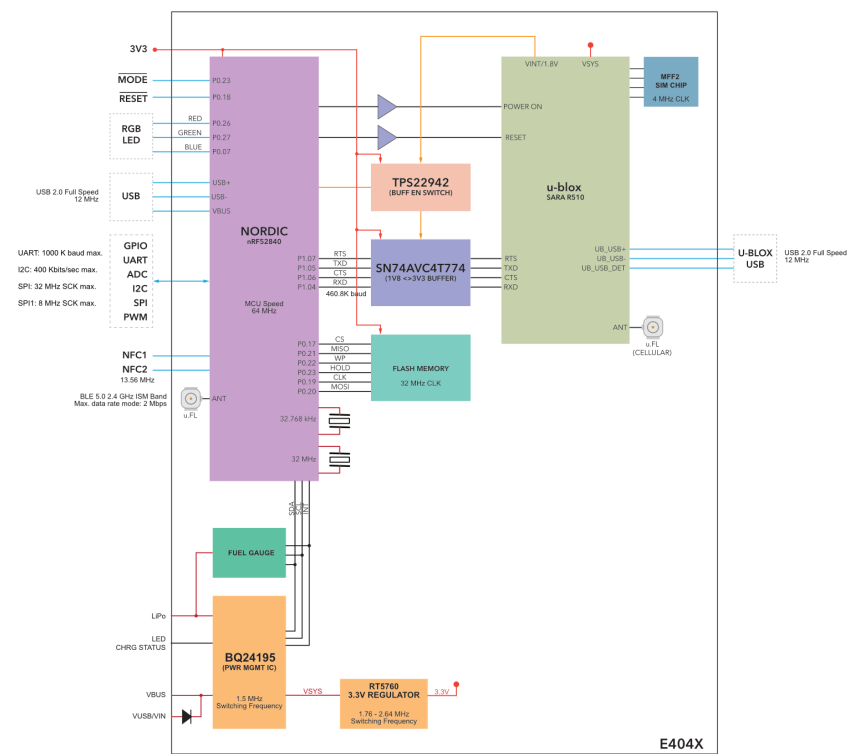 3V3
MODE
RESET
RGB
LED
RED
GREEN
BLUE
USB 2.0 Full Speed
12 MHz
USB
USB+
USB-
VBUS
UART: 1000 K baud max.
I2C: 400 Kbits/sec max.
SPI: 32 MHz SCK max.
SPI1: 8 MHz SCK max.
GPIO
UART
ADC
I2C
SPI
PWM
NFC1
NFC2
13.56 MHz
BLE 5.0 2.4 GHz ISM Band
Max. data rate mode: 2 Mbps
u.FL
ANT
P0.23
P0.18
P0.26
P0.27
P0.07
NORDIC
nRF52840
MCU Speed
64 MHz
P1.07
P1.05
P1.06
P1.04
RTS
TXD
CTS
RXD
460.8K baud
P0.17
P0.21
P0.22
P0.23
P0.19
P0.20
CS
MISO
WP
HOLD
CLK
MOSI
32.768 kHz
32 MHz
SDA
SCL
INT
TPS22942
(BUFF EN SWITCH)
SN74AVC4T774
(1V8 <>3V3 BUFFER)
FLASH MEMORY
32 MHz CLK
VINT/1.8V
VSYS
POWER ON
RESET
u-blox
SARA R510
RTS
TXD
CTS
RXD
UB_USB+
UB_USB-
UB_USB_DET
ANT
u.FL
(CELLULAR)
MFF2
SIM CHIP
4 MHz CLK
U-BLOX
USB
USB 2.0 Full Speed
12 MHz
FUEL GAUGE
LiPo
LED
CHRG STATUS
BQ24195
(PWR MGMT IC)
1.5 MHz
Switching Frequency
VBUS
VUSB/VIN
VSYS
RT5760
3.3V REGULATOR
1.76 - 2.64 MHz
Switching Frequency
3.3V
E404X